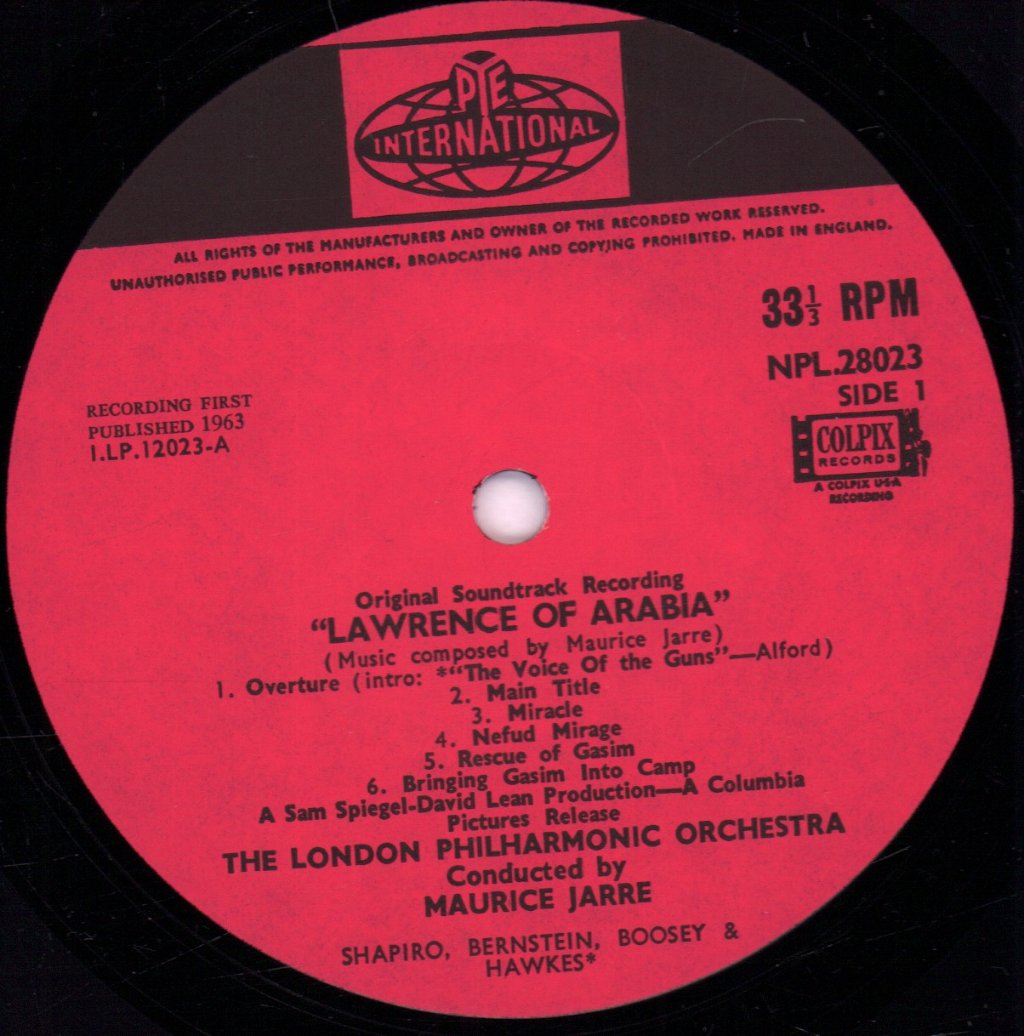 PYE
INTERNATIONAL
ALL RIGHTS OF THE MANUFACTURERS AND OWNER OF THE RECORDED WORK RESERVED.
UNAUTHORISED PUBLIC PERFORMANCE, BROADCASTING AND COPYING PROHIBITED. MADE IN ENGLAND.
33⅓ RPM
NPL.28023
SIDE 1
RECORDING FIRST
PUBLISHED 1963
I.LP.12023-A
COLPIX
RECORDS
A COLPIX USA
RECORDING
Original Soundtrack Recording
“LAWRENCE OF ARABIA”
(Music composed by Maurice Jarre)
1. Overture (intro: *“The Voice Of the Guns”—Alford)
2. Main Title
3. Miracle
4. Nefud Mirage
5. Rescue of Gasim
6. Bringing Gasim Into Camp
A Sam Spiegel-David Lean Production—A Columbia
Pictures Release
THE LONDON PHILHARMONIC ORCHESTRA
Conducted by
MAURICE JARRE
SHAPIRO, BERNSTEIN, BOOSEY &
HAWKES*